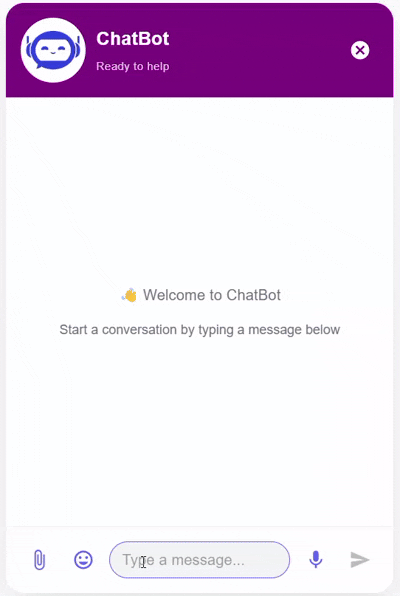 ChatBot
Ready to help
👋 Welcome to ChatBot
Start a conversation by typing a message below
Type a message...